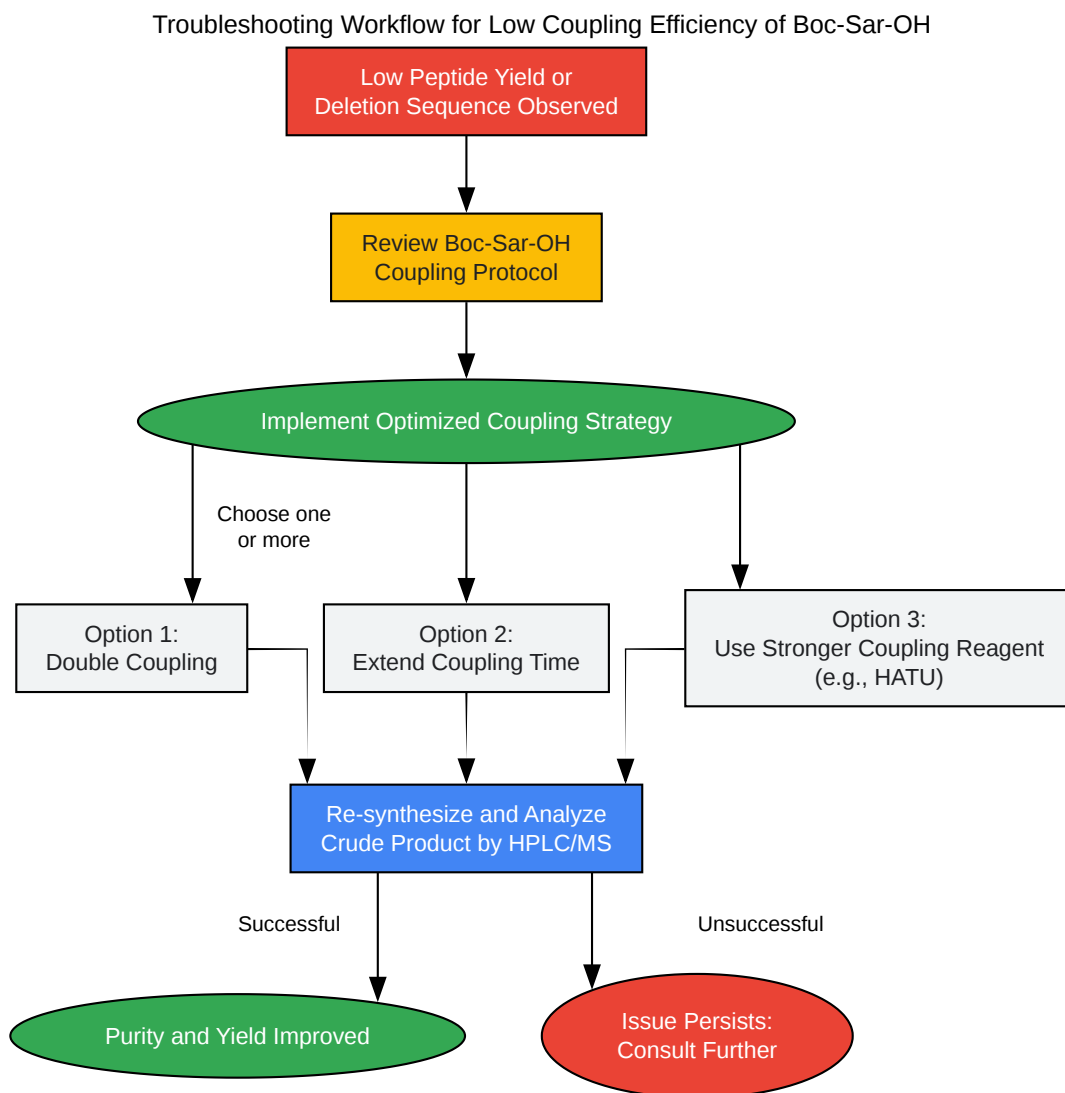 Troubleshooting Workflow for Low Coupling Efficiency of Boc-Sar-OH
Low Peptide Yield or
Deletion Sequence Observed
Review Boc-Sar-OH
Coupling Protocol
Implement Optimized Coupling Strategy
Choose one
or more
Option 1:
Double Coupling
Option 2:
Extend Coupling Time
Option 3:
Use Stronger Coupling Reagent
(e.g., HATU)
Re-synthesize and Analyze
Crude Product by HPLC/MS
Successful
Unsuccessful
Purity and Yield Improved
Issue Persists:
Consult Further